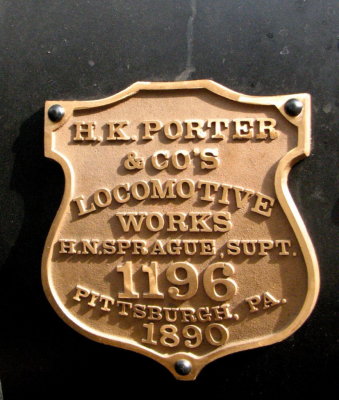 H.K. PORTER
& CO'S
LOCOMOTIVE
WORKS
H.N. SPRAGUE, SUPT.
1196
PITTSBURGH, PA.
1890